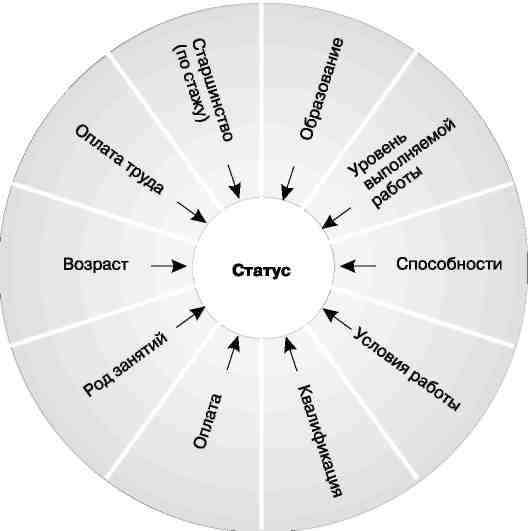 Старшинство
(по стажу)
Образование
Уровень
выполняемой
работы
Способности
Условия работы
Квалификация
Оплата
Род занятий
Возраст
Оплата труда
Статус